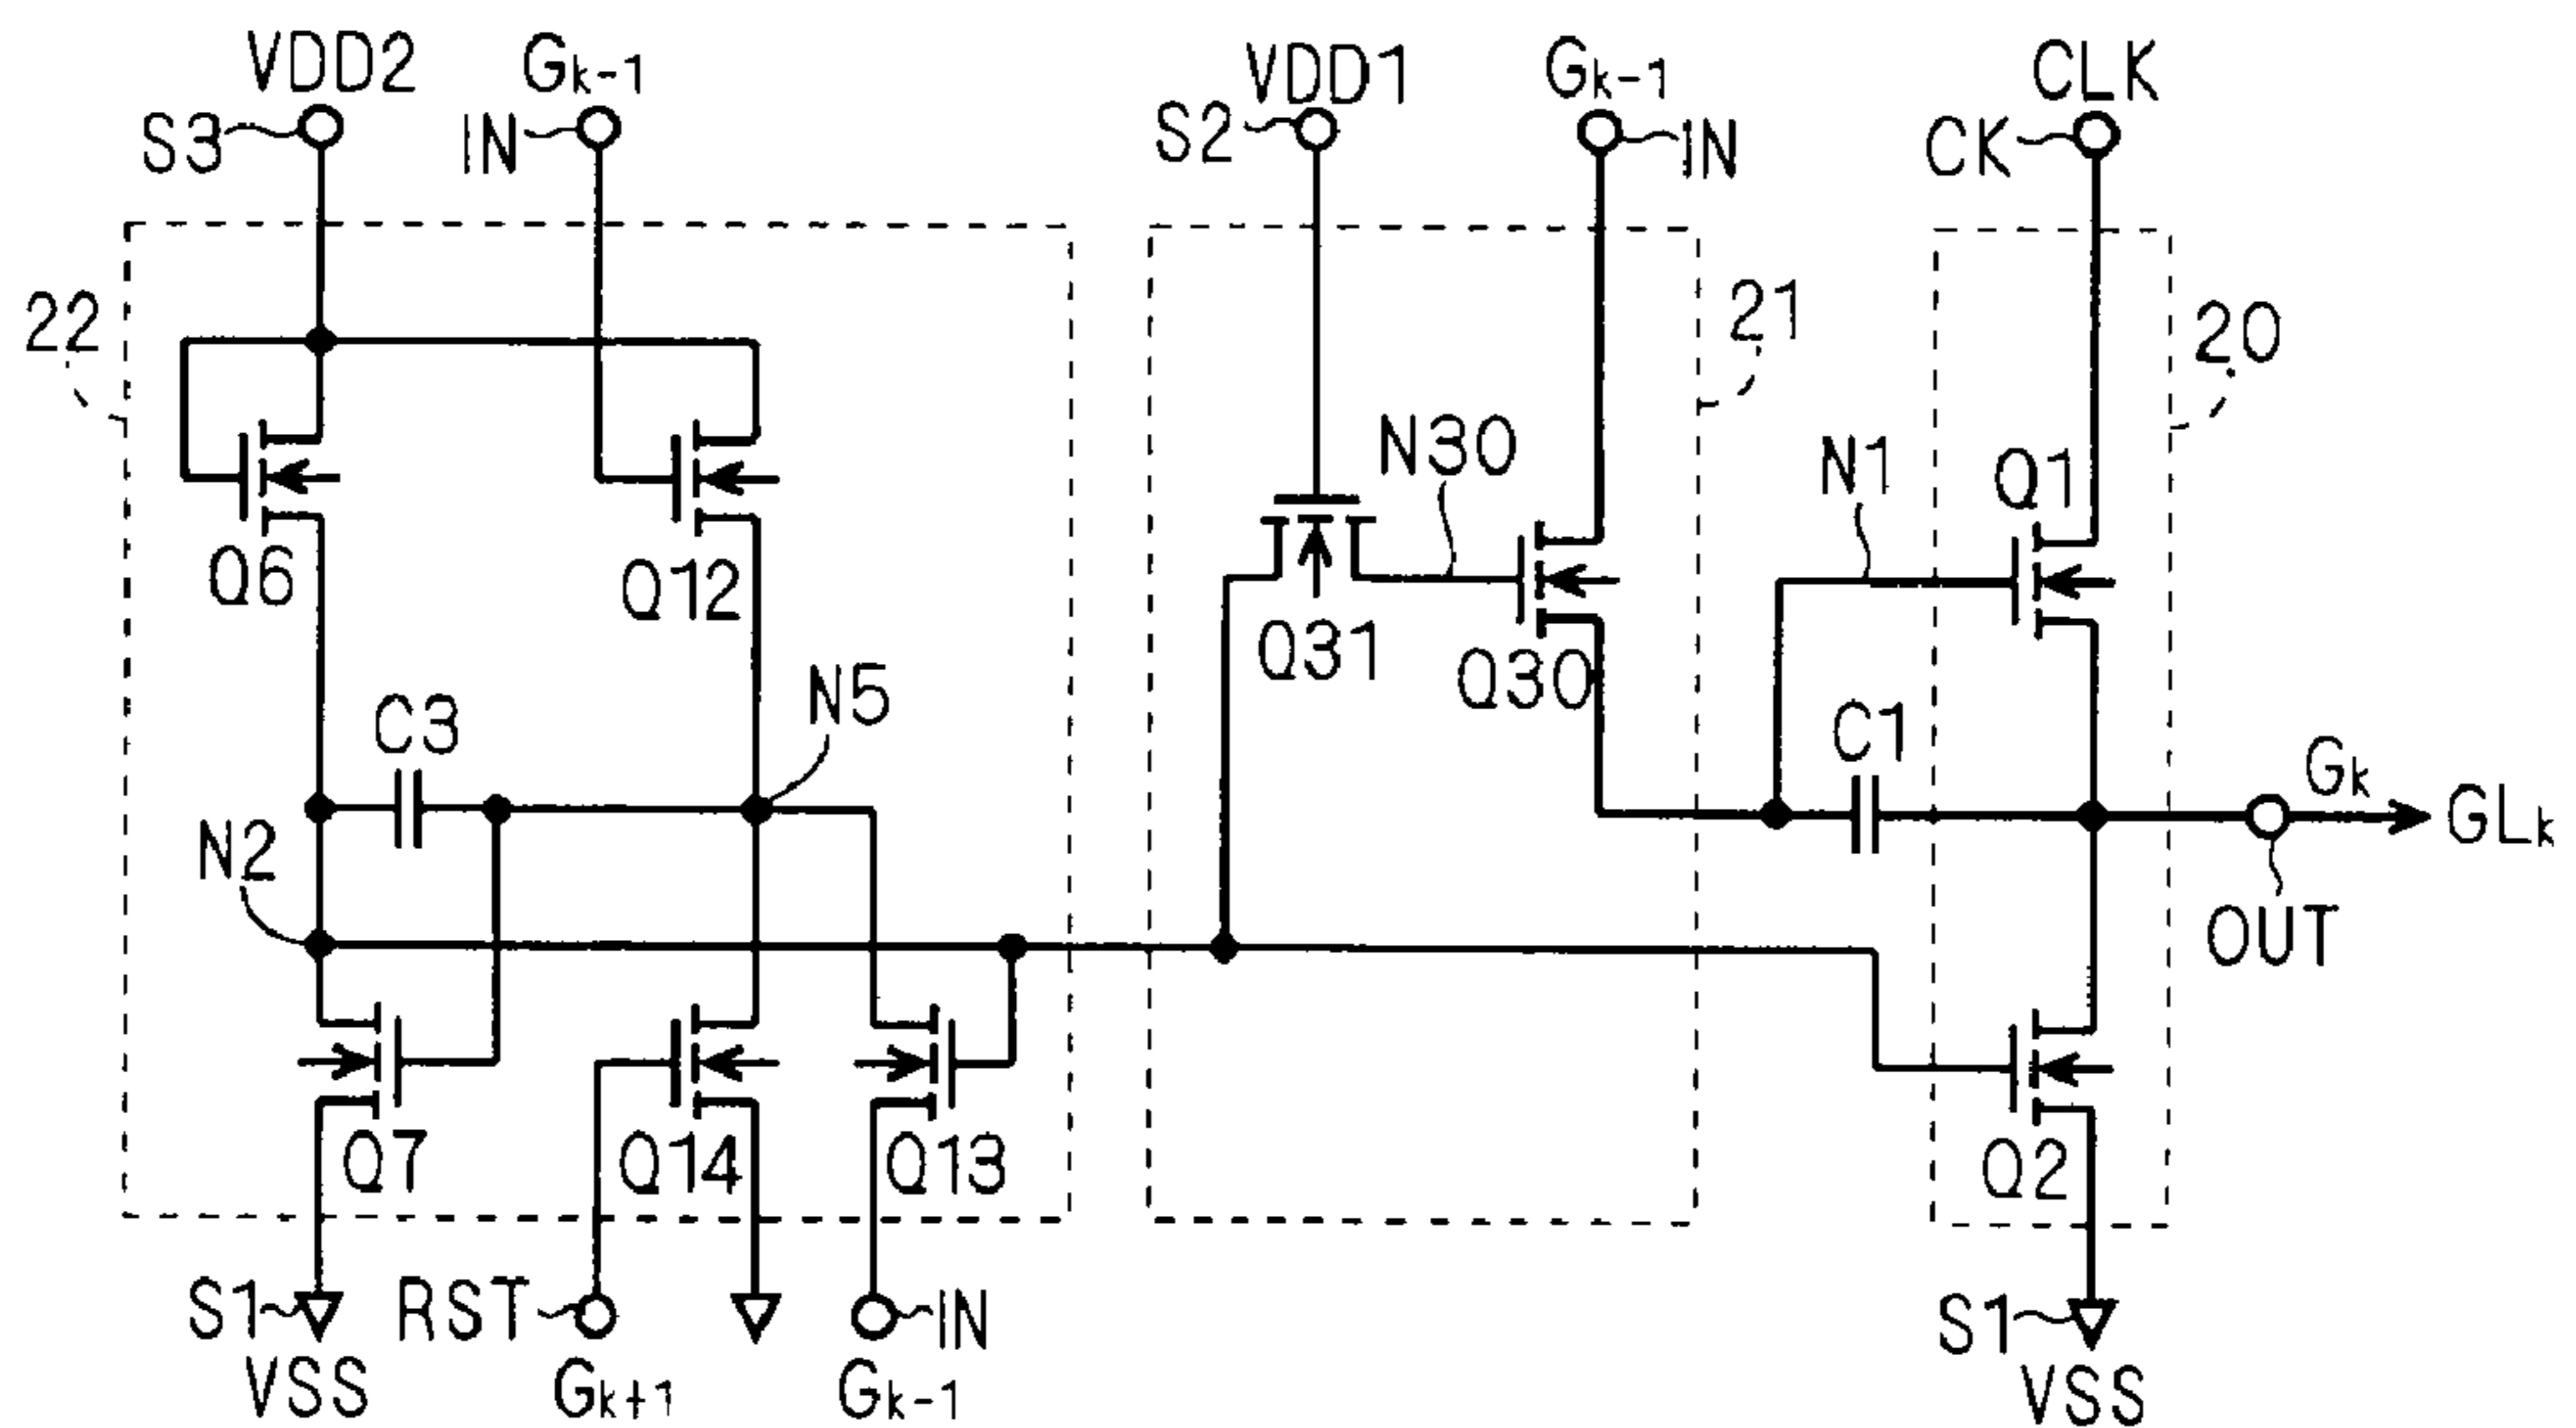 VDD2
Gk-1
VDD1
Gk-1
CLK
S3
IN
S2
IN
CK
22
21
20
N30
N1
Q1
Q6
Q12
Q31
Q30
C3
N5
C1
Gk
GLk
N2
OUT
Q7
Q14
Q13
Q2
S1
RST
IN
S1
VSS
Gk+1
Gk-1
VSS